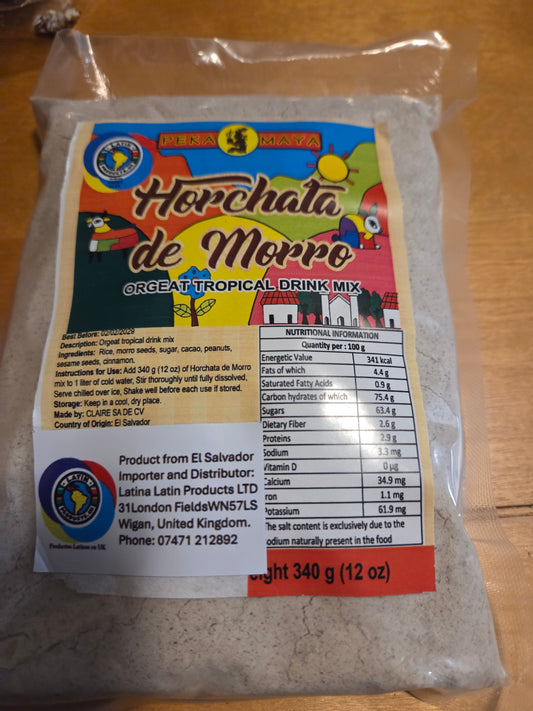 PEKA MAYA
LATIN
PRODUCTS UK
Horchata
de Morro
ORGEAT TROPICAL DRINK MIX
Best Before: 02/02/2025
Description: Orgeat tropical drink mix
Ingredients: Rice, morro seeds, sugar, cacao, peanuts,
sesame seeds, cinnamon.
Instructions for Use: Add 340 g (12 oz) of Horchata de Morro
mix to 1 liter of cold water, Stir thoroughly until fully dissolved,
Serve chilled over ice, Shake well before each use if stored.
Storage: Keep in a cool, dry place.
Made by: CLAIRE SA DE CV
Country of Origin: El Salvador
NUTRITIONAL INFORMATION
Quantity per : 100 g
Energetic Value 341 kcal
Fats of which 4.4 g
Saturated Fatty Acids 0.9 g
Carbon hydrates of which 75.4 g
Sugars 63.4 g
Dietary Fiber 2.6 g
Proteins 2.9 g
Sodium 3.3 mg
Vitamin D 0 µg
Calcium 34.9 mg
Iron 1.1 mg
Potassium 61.9 mg
The salt content is exclusively due to the
sodium naturally present in the food
Product from El Salvador
Importer and Distributor:
Latina Latin Products LTD
31London FieldsWN57LS
Wigan, United Kingdom.
Phone: 07471 212892
LATIN
PRODUCTS UK
Productos Latinos en UK
ight 340 g (12 oz)